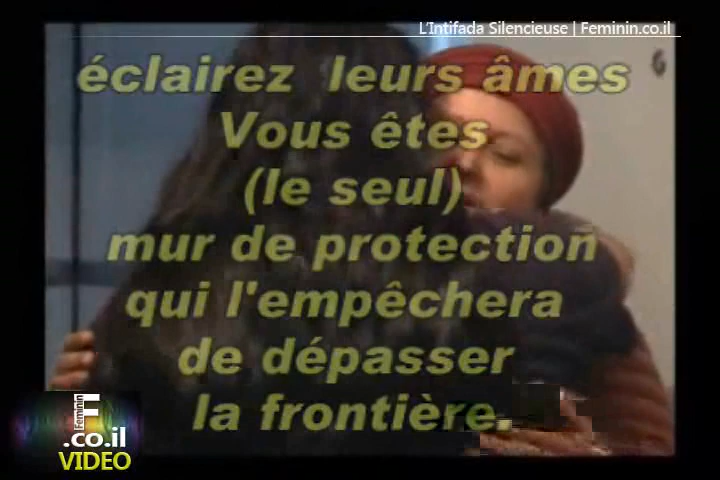 L'Intifada Silencieuse | Feminin.co.il
éclairez leurs âmes
Vous êtes
(le seul)
mur de protection
qui l'empêchera
de dépasser
la frontière.
Feminin
F
.co.il
VIDEO